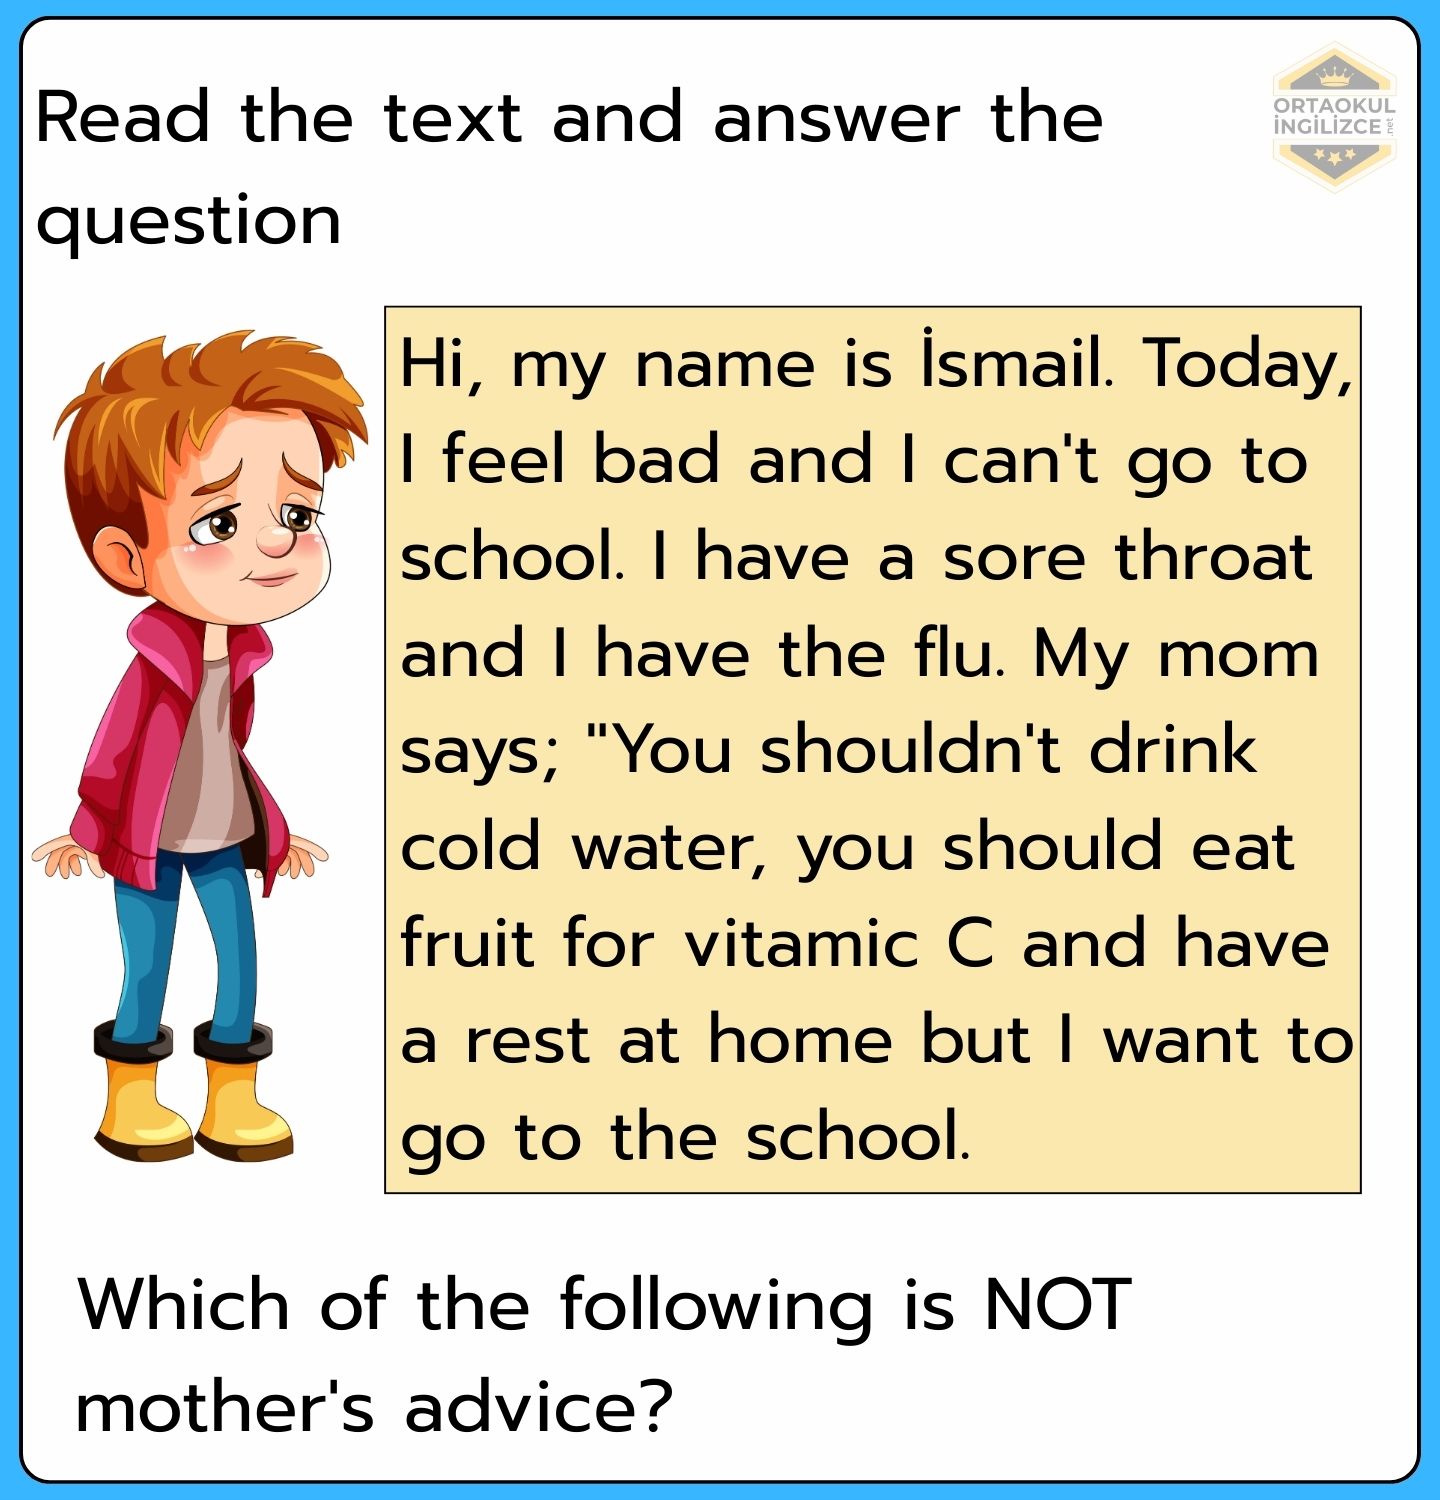 Read the text and answer the
question
ORTAOKUL
İNGİLİZCE
.net
Hi, my name is İsmail. Today,
I feel bad and I can't go to
school. I have a sore throat
and I have the flu. My mom
says; "You shouldn't drink
cold water, you should eat
fruit for vitamic C and have
a rest at home but I want to
go to the school.
Which of the following is NOT
mother's advice?